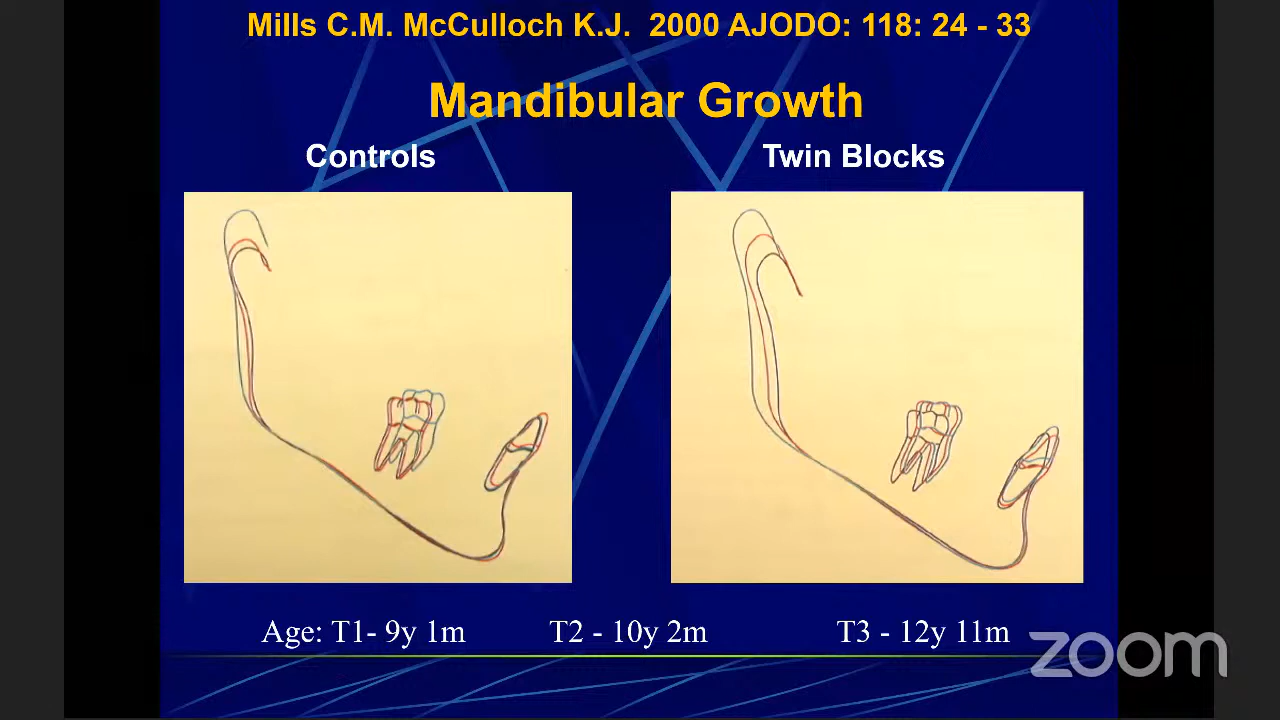 Mills C.M. McCulloch K.J.  2000 AJODO: 118: 24 - 33
Mandibular Growth
Controls
Twin Blocks
Age: T1- 9y 1m
T2 - 10y 2m
T3 - 12y 11m
zoom